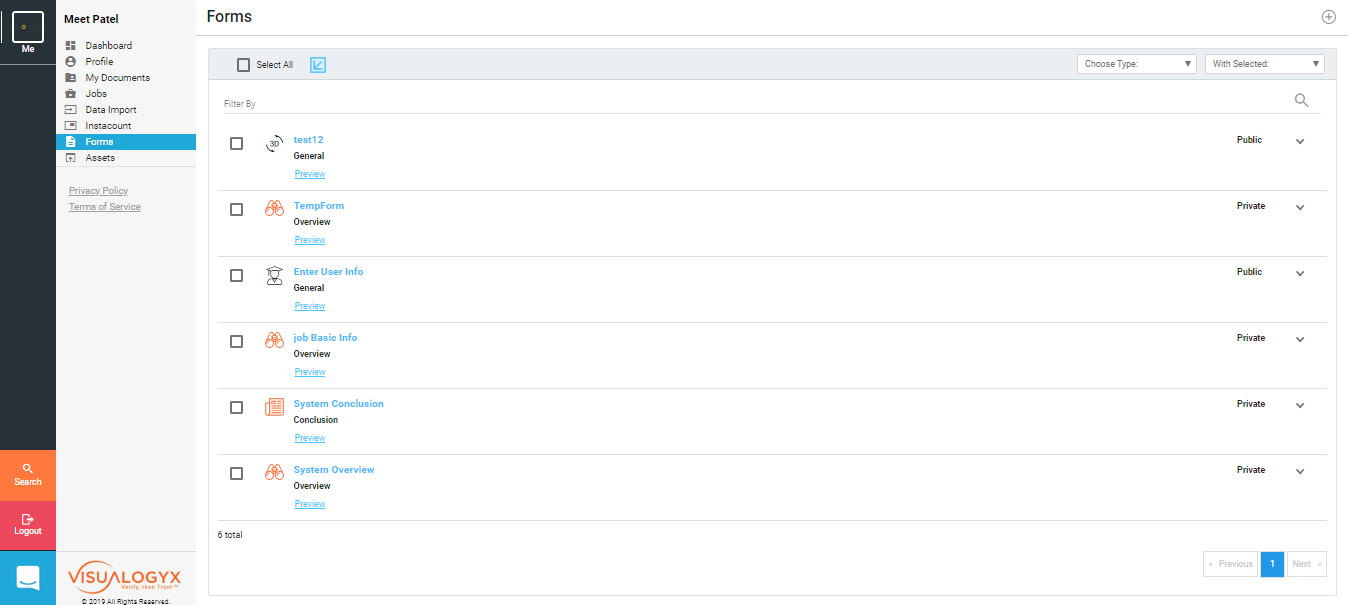 Me
Search
Logout
Meet Patel
Dashboard
Profile
My Documents
Jobs
Data Import
Instacount
Forms
Assets
Privacy Policy
Terms of Service
VISUALOGYX
Verify, then Trust™
© 2019 All Rights Reserved.
Forms
Select All
Choose Type: ▼
With Selected: ▼
Filter By
3D
test12
General
Preview
Public
TempForm
Overview
Preview
Private
Enter User Info
General
Preview
Public
job Basic Info
Overview
Preview
Private
System Conclusion
Conclusion
Preview
Private
System Overview
Overview
Preview
Private
6 total
« Previous 1 Next »